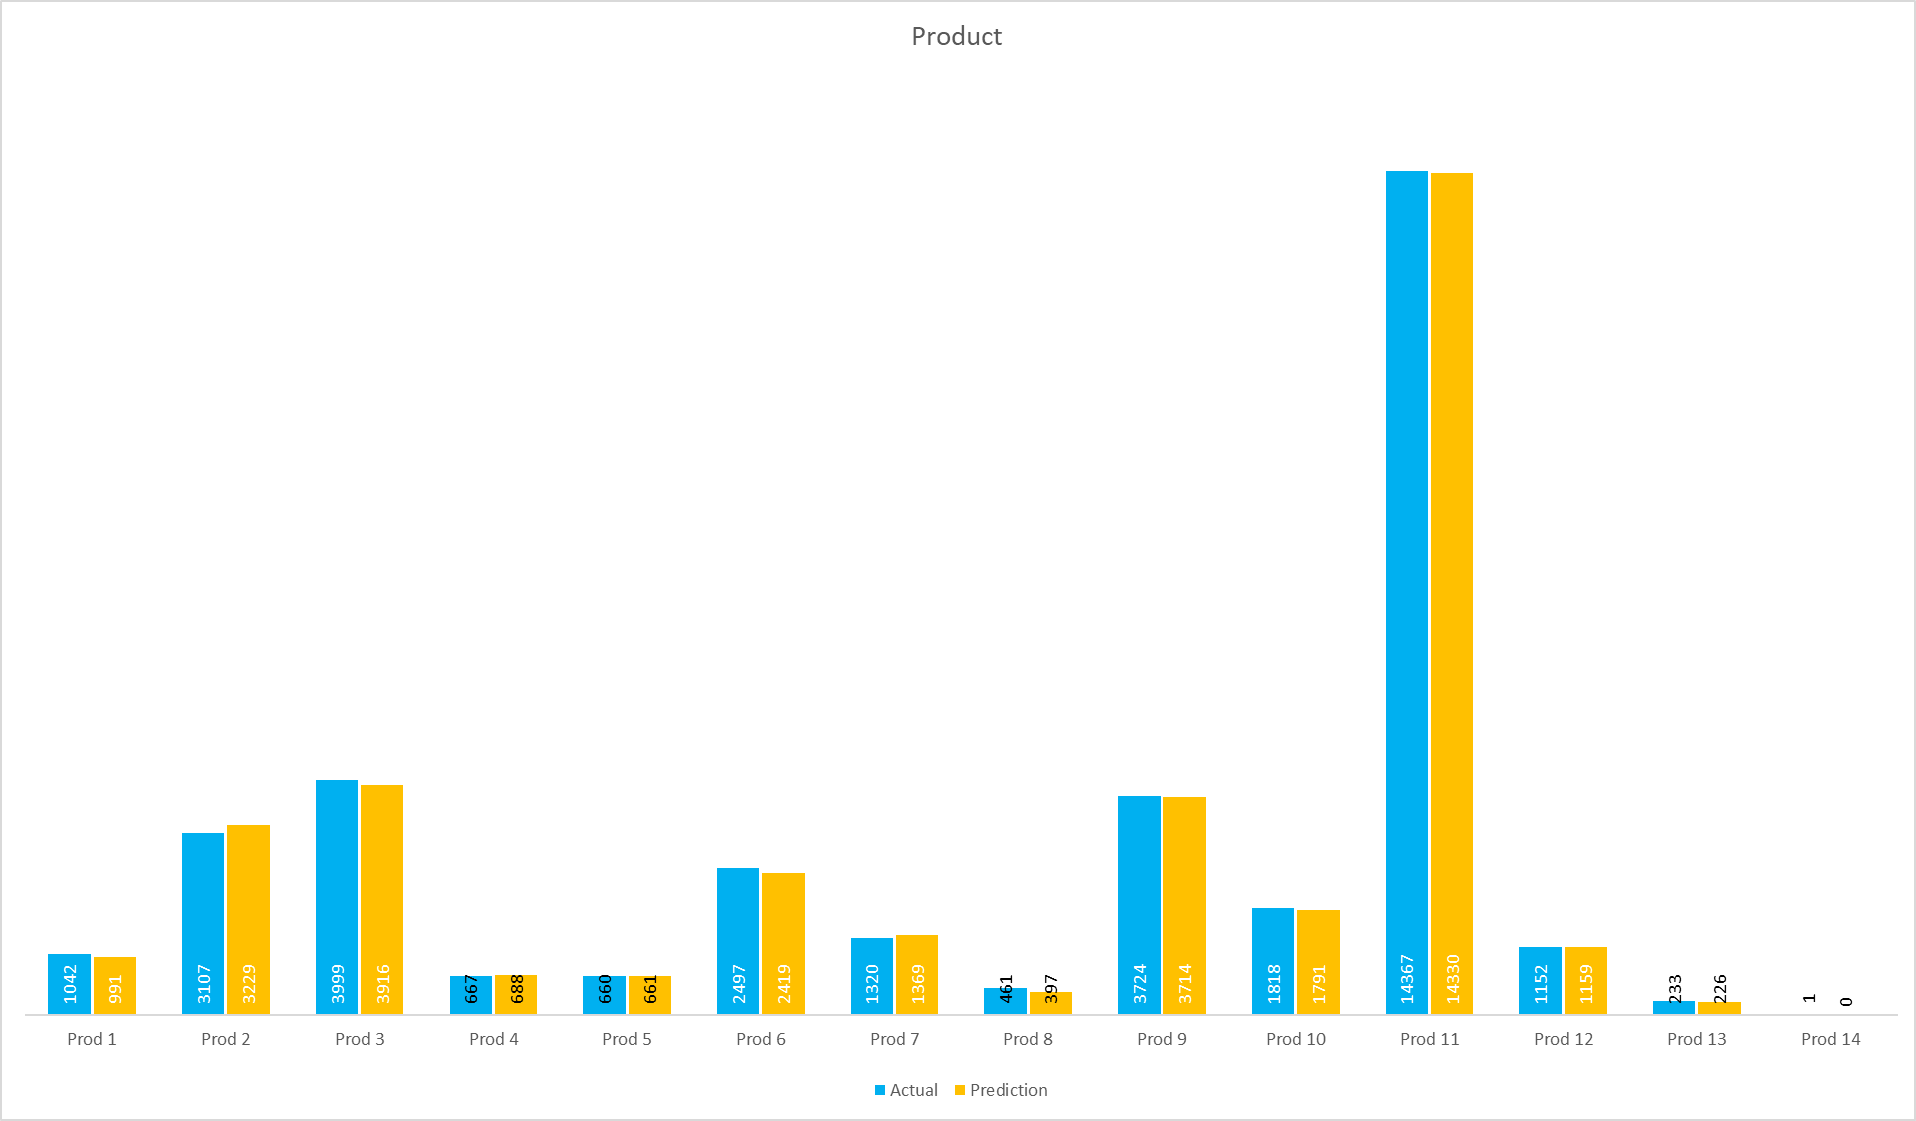 Product
1042 991 3107 3229 3999 3916 667 688 660 661 2497 2419 1320 1369 461 397 3724 3714 1818 1791 14367 14330 1152 1159 233 226 1 0
Prod 1 Prod 2 Prod 3 Prod 4 Prod 5 Prod 6 Prod 7 Prod 8 Prod 9 Prod 10 Prod 11 Prod 12 Prod 13 Prod 14
Actual Prediction